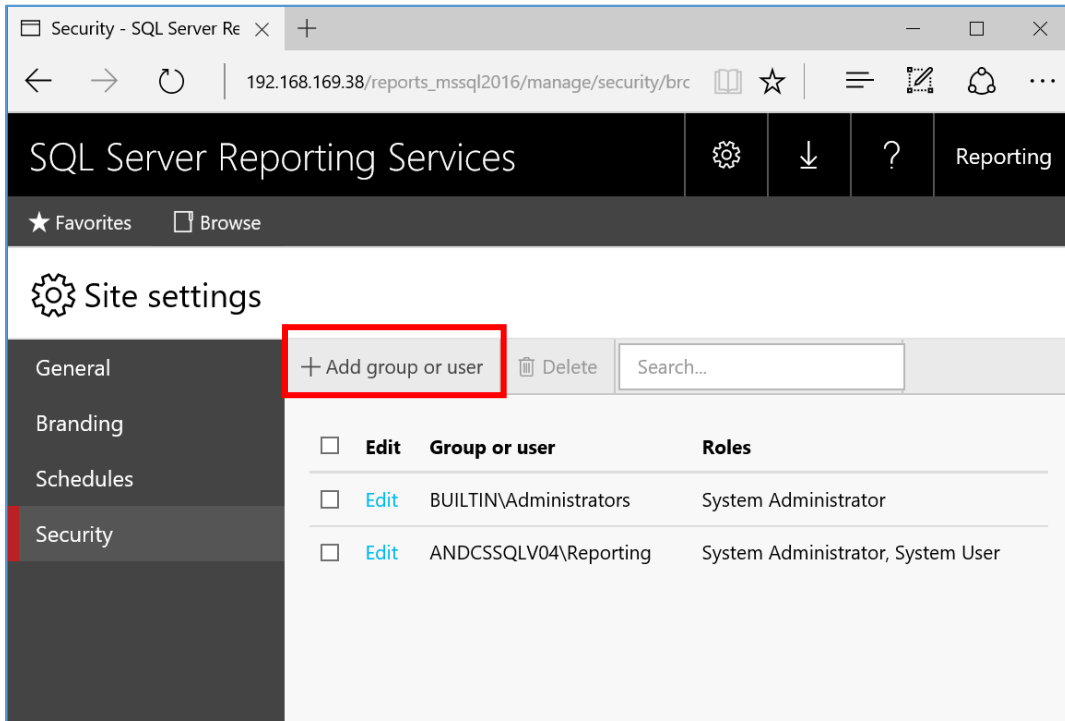 Security - SQL Server Re
192.168.169.38/reports_mssql2016/manage/security/brc
SQL Server Reporting Services
? Reporting
Favorites Browse
Site settings
General
Branding
Schedules
Security
+ Add group or user Delete Search...
Edit Group or user Roles
Edit BUILTIN\Administrators System Administrator
Edit ANDCSSQLV04\Reporting System Administrator, System User